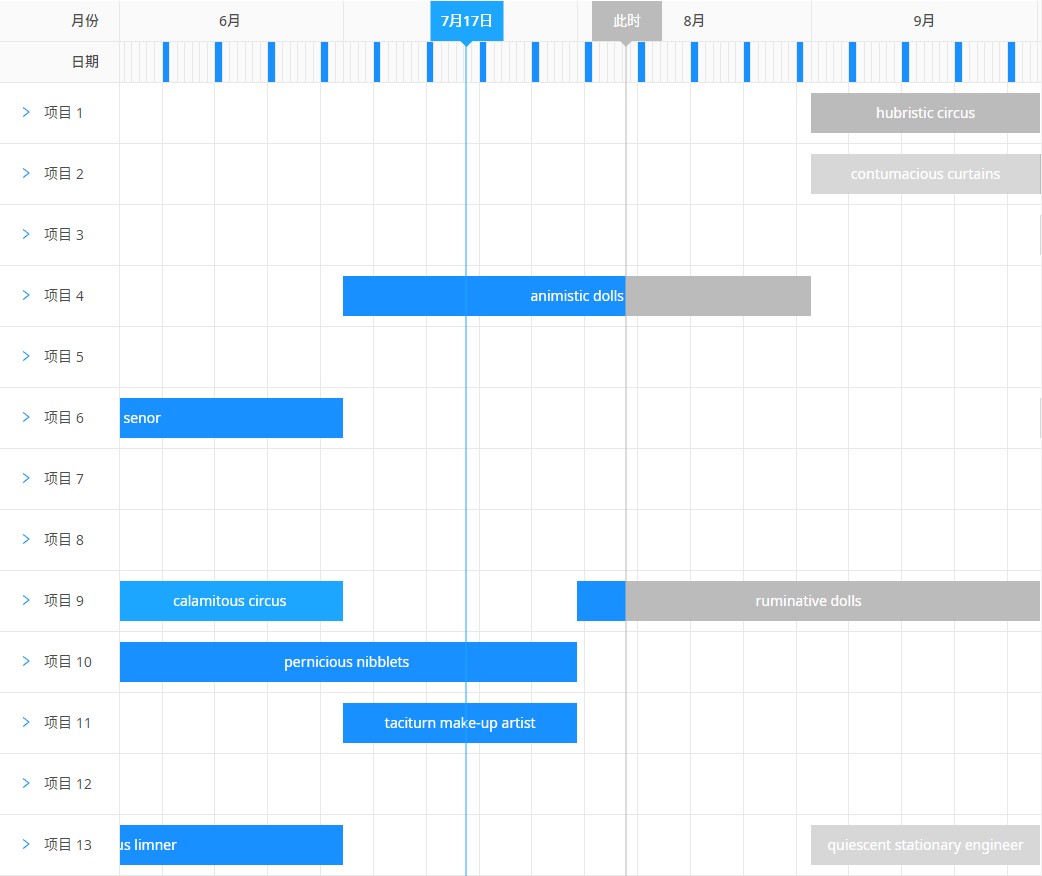 月份 6月 7月17日 此时 8月 9月
日期
项目 1 hubristic circus
项目 2 contumacious curtains
项目 3
项目 4 animistic dolls
项目 5
项目 6 senor
项目 7
项目 8
项目 9 calamitous circus ruminative dolls
项目 10 pernicious nibblets
项目 11 taciturn make-up artist
项目 12
项目 13 us limner quiescent stationary engineer